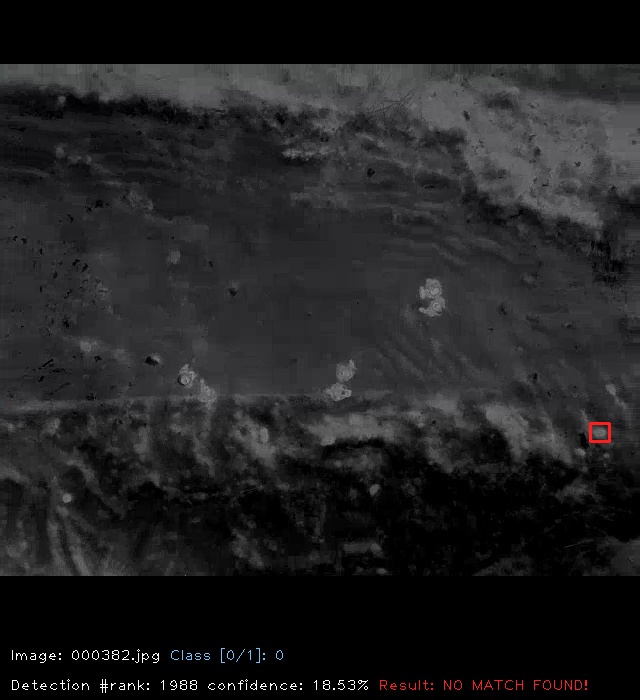 Image: 000382.jpg Class [0/1]: 0
Detection #rank: 1988 confidence: 18.53% Result: NO MATCH FOUND!